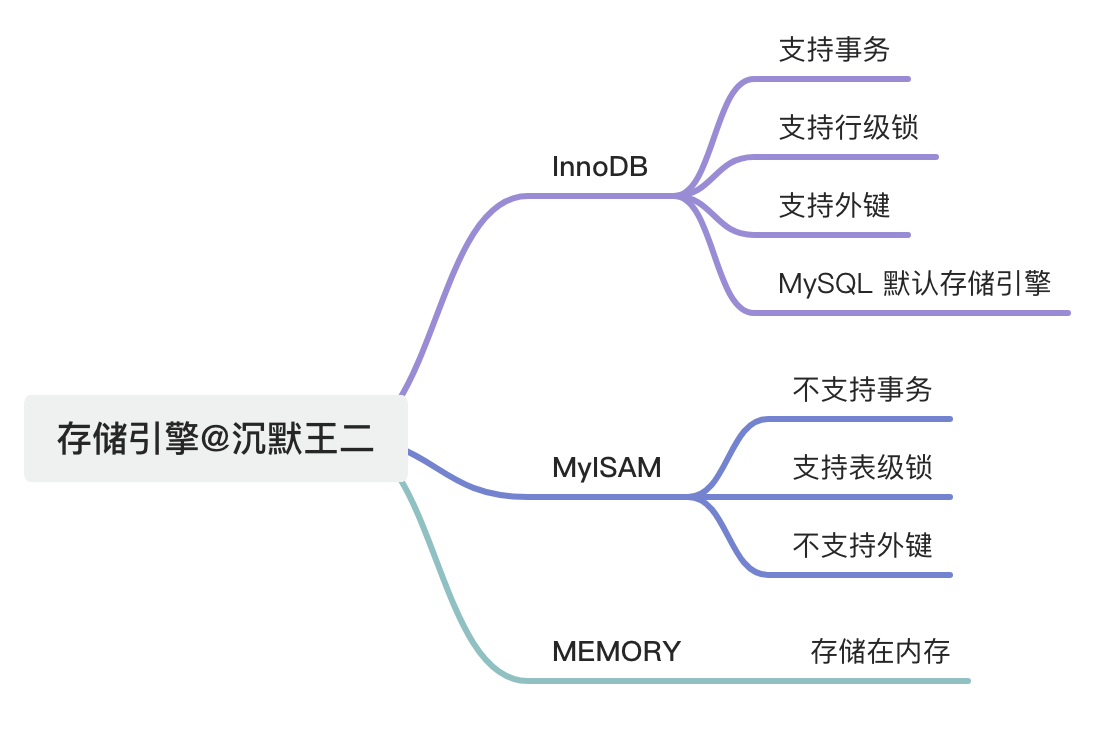 存储引擎@沉默王二
InnoDB
支持事务
支持行级锁
支持外键
MySQL 默认存储引擎
MyISAM
不支持事务
支持表级锁
不支持外键
MEMORY
存储在内存